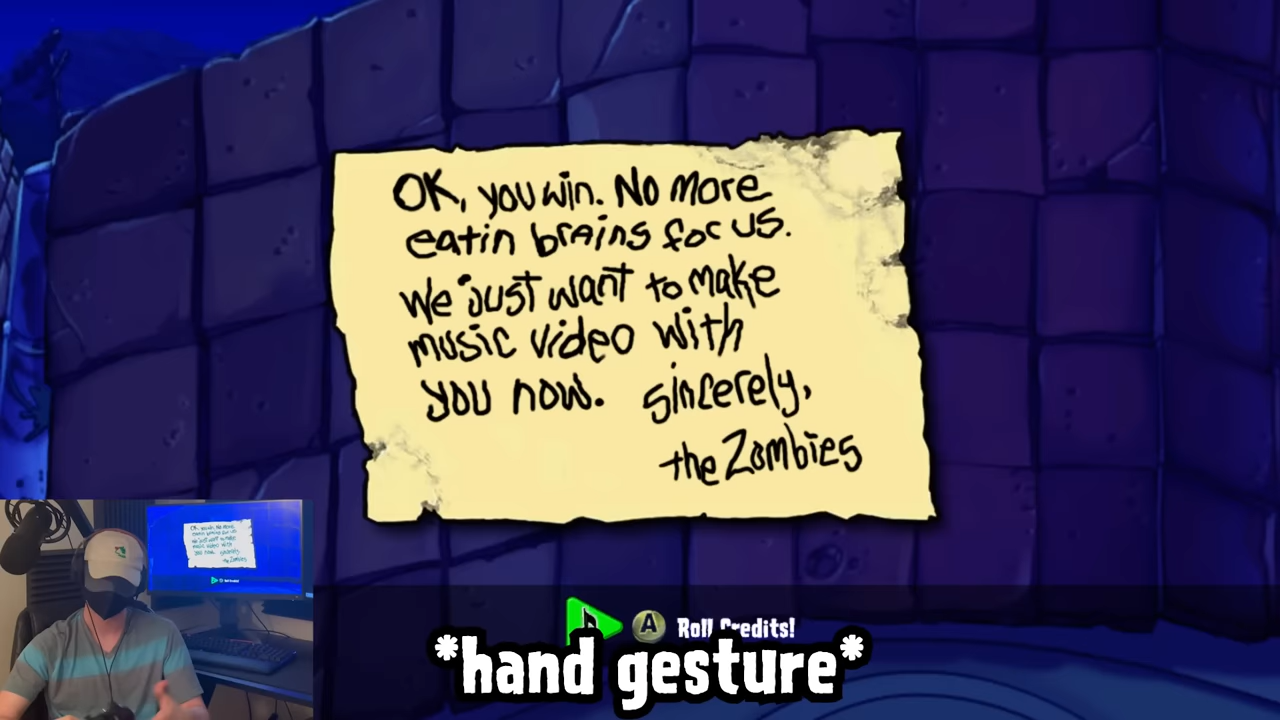 OK, you win. No more
eatin brains for us.
We just want to make
music video with
you now. sincerely,
the Zombies
A Roll Credits!
*hand gesture*